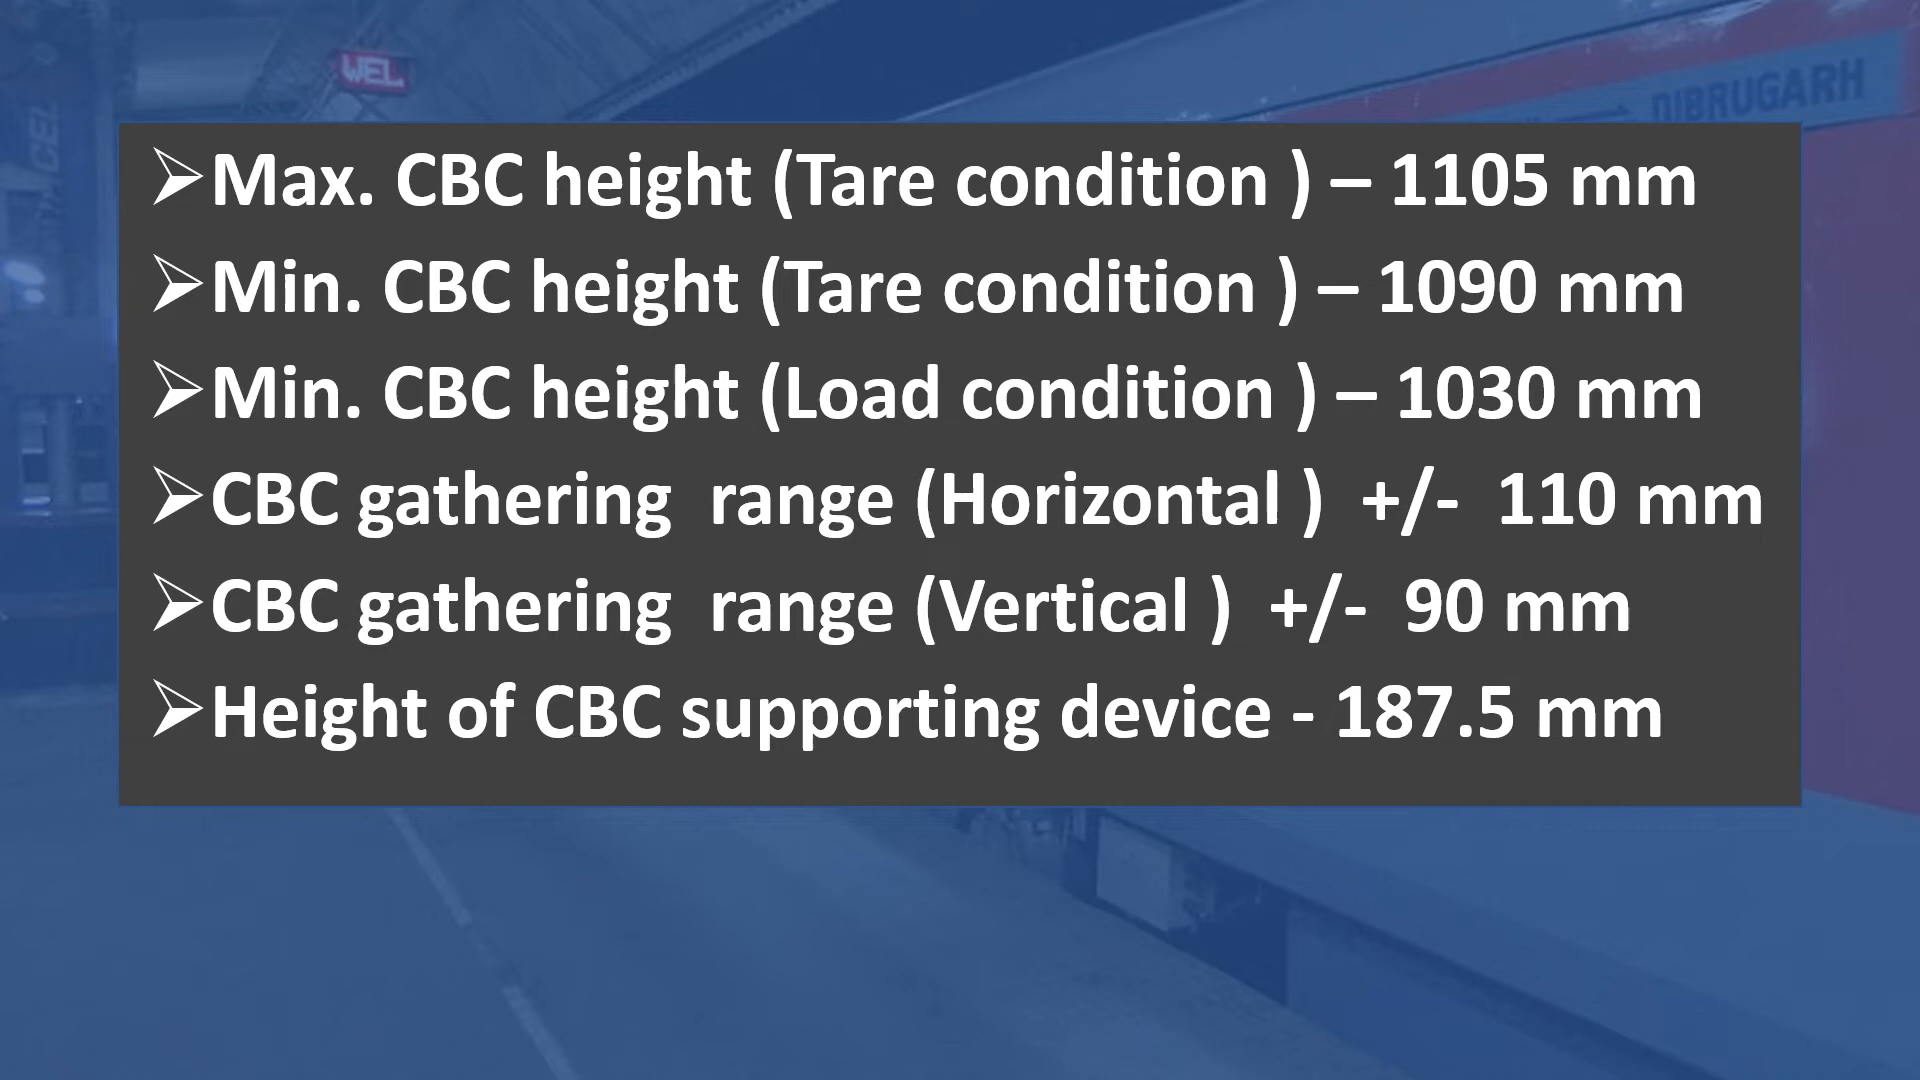 WEL
DIBRUGARH
➢Max. CBC height (Tare condition ) – 1105 mm
➢Min. CBC height (Tare condition ) – 1090 mm
➢Min. CBC height (Load condition ) – 1030 mm
➢CBC gathering  range (Horizontal )  +/-  110 mm
➢CBC gathering  range (Vertical )  +/-  90 mm
➢Height of CBC supporting device - 187.5 mm